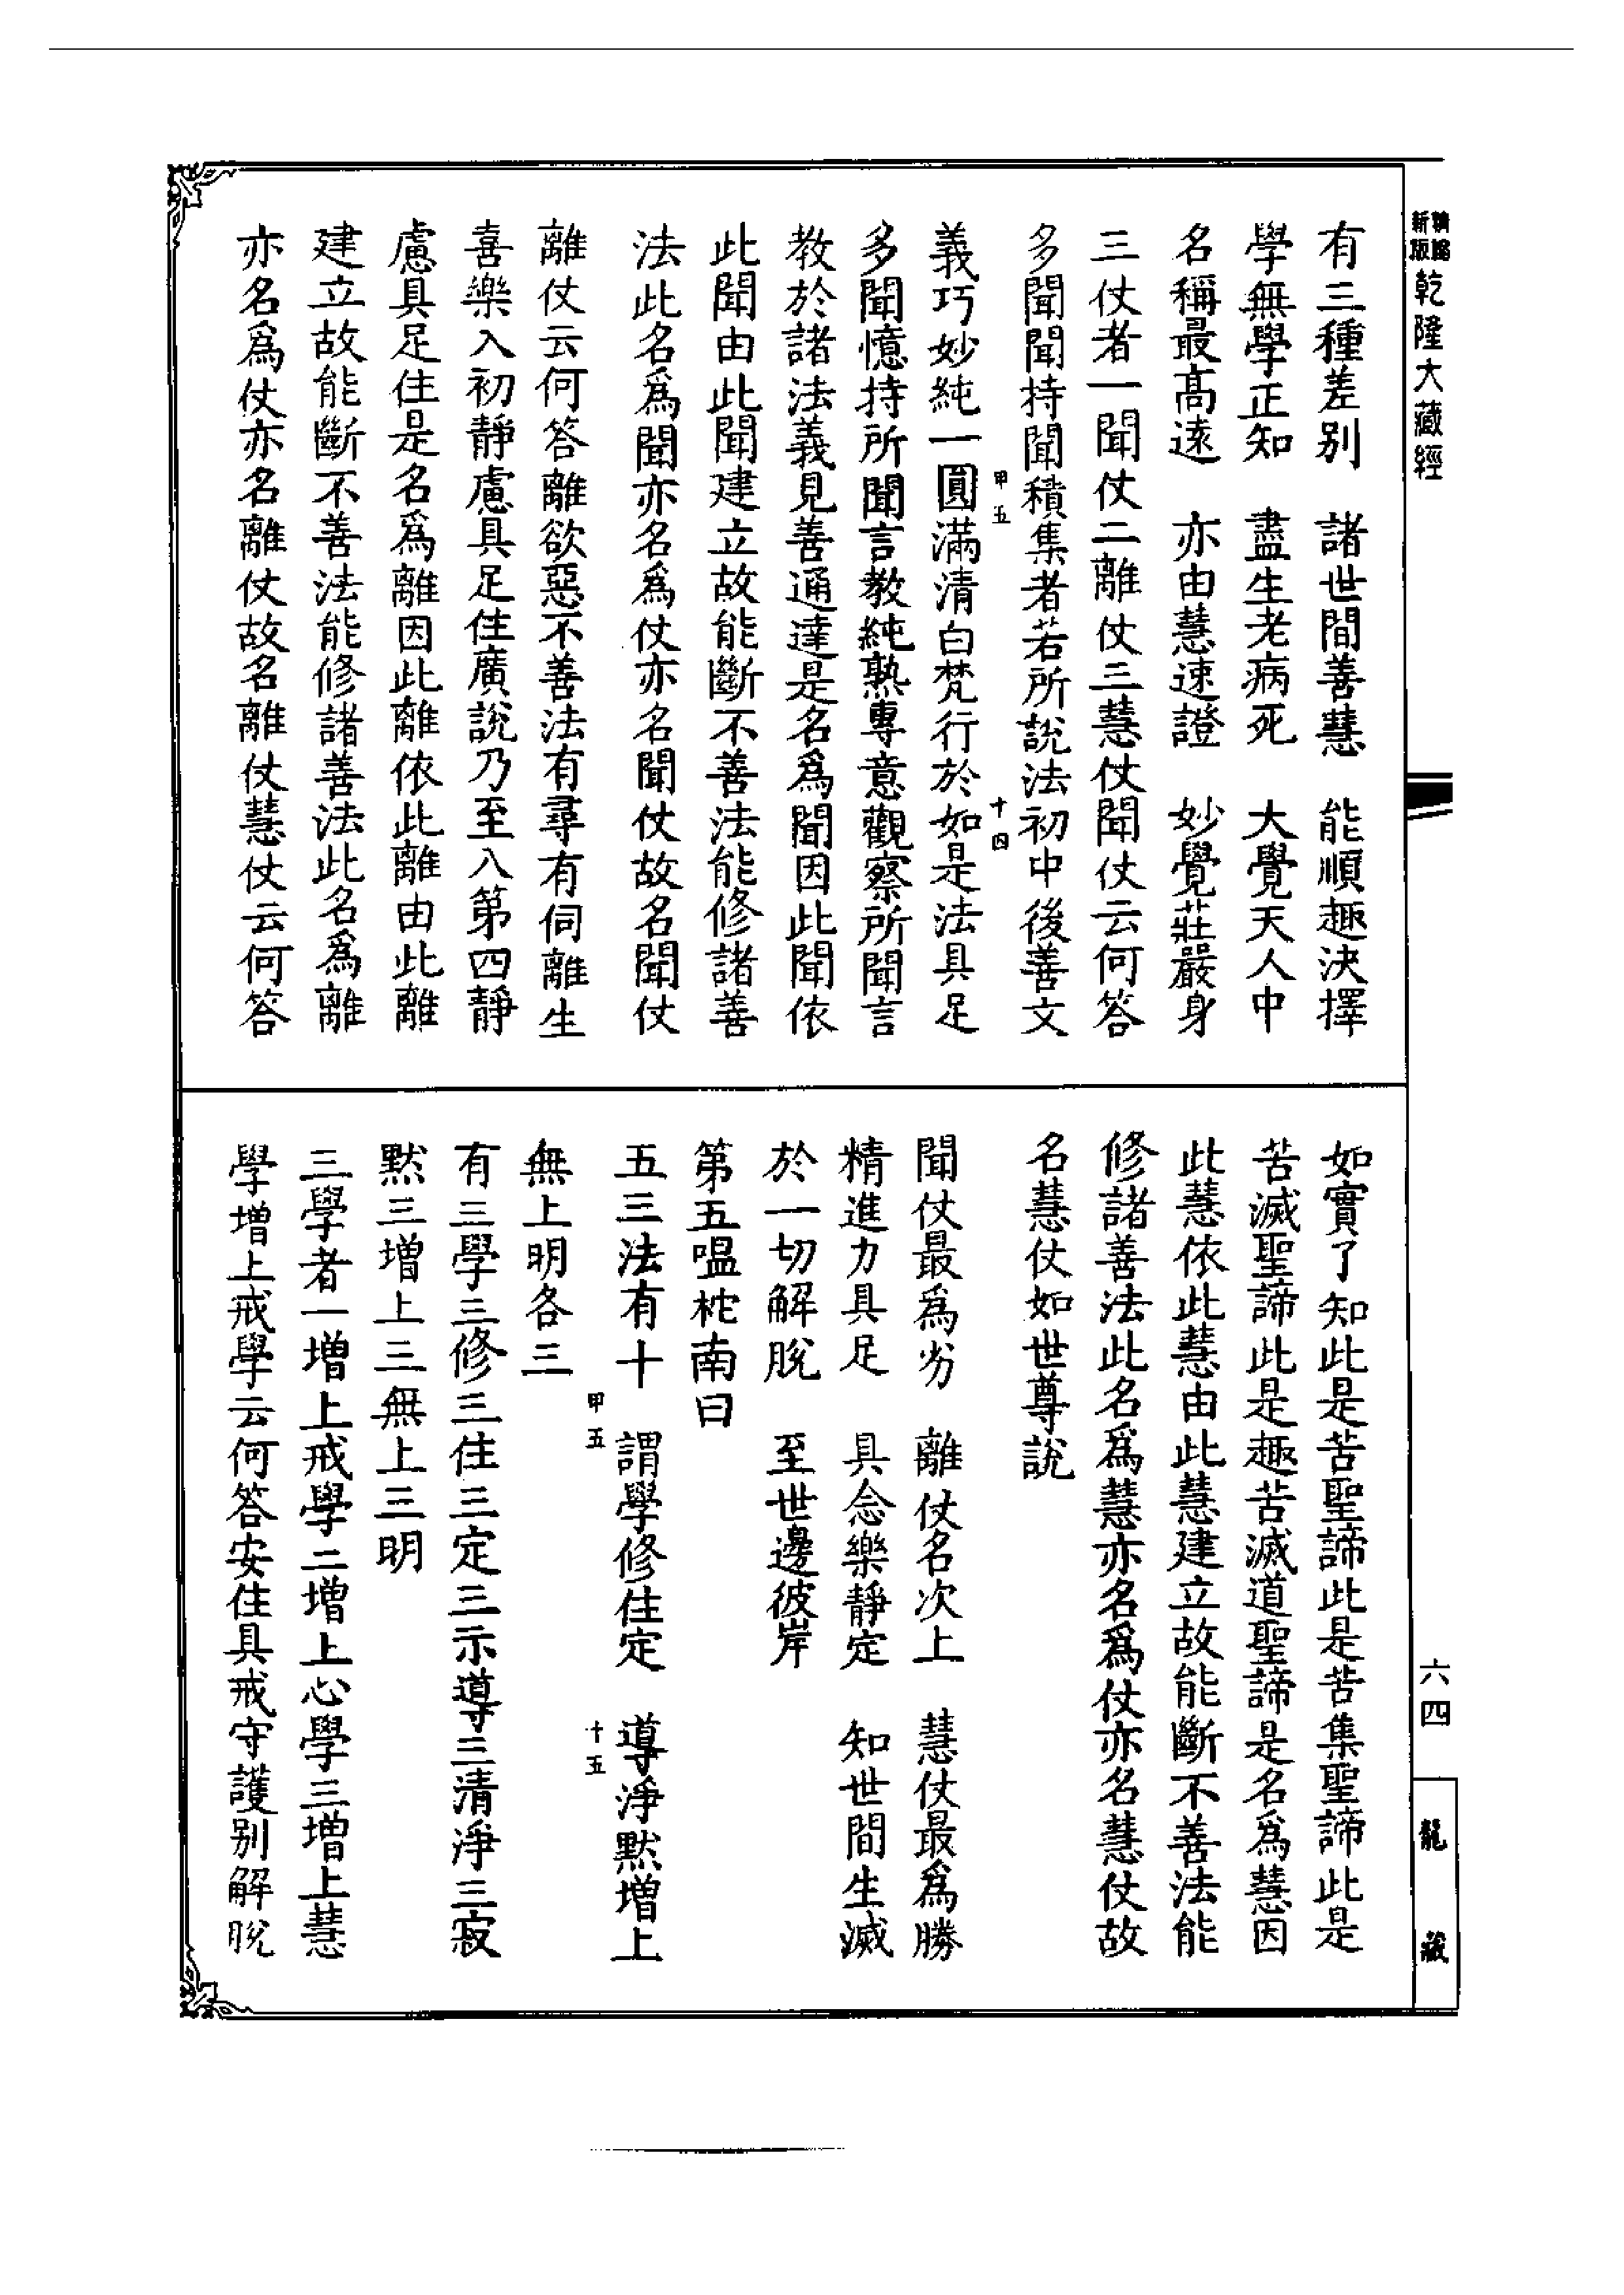 新版
精縮
乾隆大藏經
有三種差别　諸世間善慧　能順趣決擇
學無學正知　盡生老病死　大覺天人中
名稱最高遠　亦由慧速證　妙覺莊嚴身
三仗者一聞仗二離仗三慧仗聞仗云何答
多聞聞持聞積集者若所說法初中後善文
甲五　十四
義巧妙純一圓滿清白梵行於如是法具足
多聞憶持所聞言教純熟專意觀察所聞言
教於諸法義見善通達是名爲聞因此聞依
此聞由此聞建立故能斷不善法能修諸善
法此名爲聞亦名爲仗亦名聞仗故名聞仗
離仗云何答離欲惡不善法有尋有伺離生
喜樂入初靜慮具足住廣說乃至八第四靜
慮具足住是名爲離因此離依此離由此離
建立故能斷不善法能修諸善法此名爲離
亦名爲仗亦名離仗故名離仗慧仗云何答
如實了知此是苦聖諦此是苦集聖諦此是
苦滅聖諦此是趣苦滅道聖諦是名爲慧因
此慧依此慧由此慧建立故能斷不善法能
修諸善法此名爲慧亦名爲仗亦名慧仗故
名慧仗如世尊說
聞仗最爲劣　離仗名次上　慧仗最爲勝
精進力具足　具念樂靜定　知世間生滅
於一切解脫　至世邊彼岸
第五嗢柁南曰
五三法有十　謂學修住定　導淨默增上
甲五　十五
無上明各三
有三學三修三住三定三示導三清淨三寂
默三增上三無上三明
三學者一增上戒學二增上心學三增上慧
學增上戒學云何答安住具戒守護别解脫
六四
龍藏